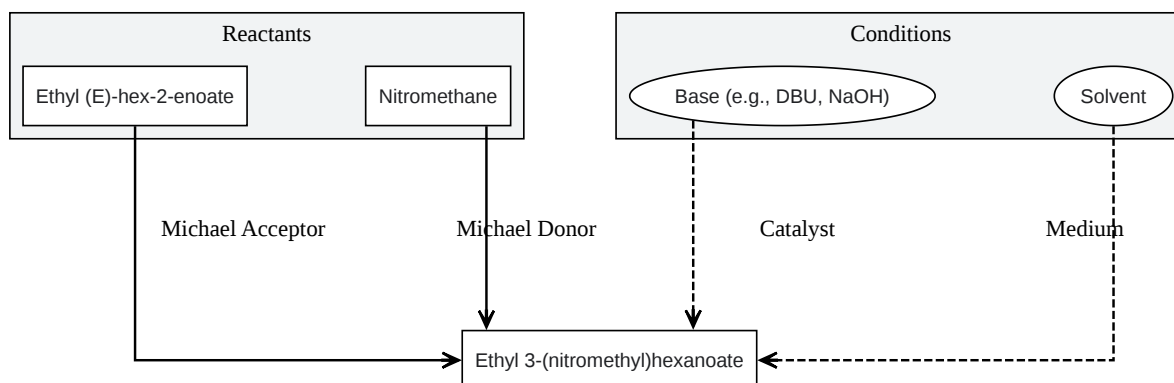 Reactants
Conditions
Ethyl (E)-hex-2-enoate
Nitromethane
Base (e.g., DBU, NaOH)
Solvent
Michael Acceptor
Michael Donor
Catalyst
Medium
Ethyl 3-(nitromethyl)hexanoate